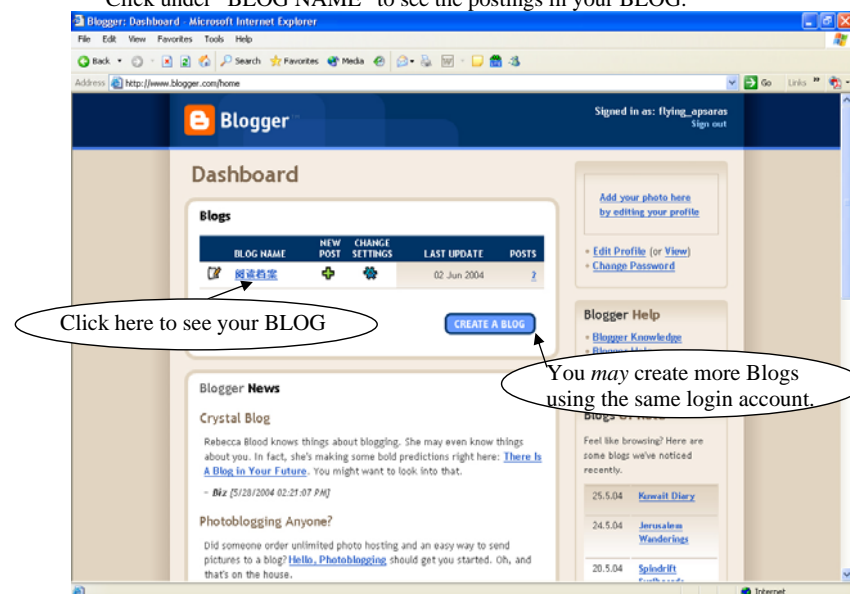 Click under "BLOG NAME" to see the postings in your BLOG.
Blogger: Dashboard - Microsoft Internet Explorer
File Edit View Favorites Tools Help
Back Search Favorites Media
Address http://www.blogger.com/home Go Links
Blogger
Signed in as: flying_apsaras
Sign out
Dashboard
Blogs
BLOG NAME NEW POST CHANGE SETTINGS LAST UPDATE POSTS
阅读档案 02 Jun 2004 2
Click here to see your BLOG
CREATE A BLOG
You may create more Blogs
using the same login account.
Blogger News
Crystal Blog
Rebecca Blood knows things about blogging. She may even know things
about you. In fact, she's making some bold predictions right here: There Is
A Blog in Your Future. You might want to look into that.
- Biz [5/28/2004 02:21:07 PM]
Photoblogging Anyone?
Did someone order unlimited photo hosting and an easy way to send
pictures to a blog? Hello, Photoblogging should get you started. Oh, and
that's on the house.
Add your photo here
by editing your profile
Edit Profile (or View)
Change Password
Blogger Help
Blogger Knowledge
Feel like browsing? Here are
some blogs we've noticed
recently.
25.5.04 Kuwait Diary
24.5.04 Jerusalem
Wanderings
20.5.04 Spindrift
Internet